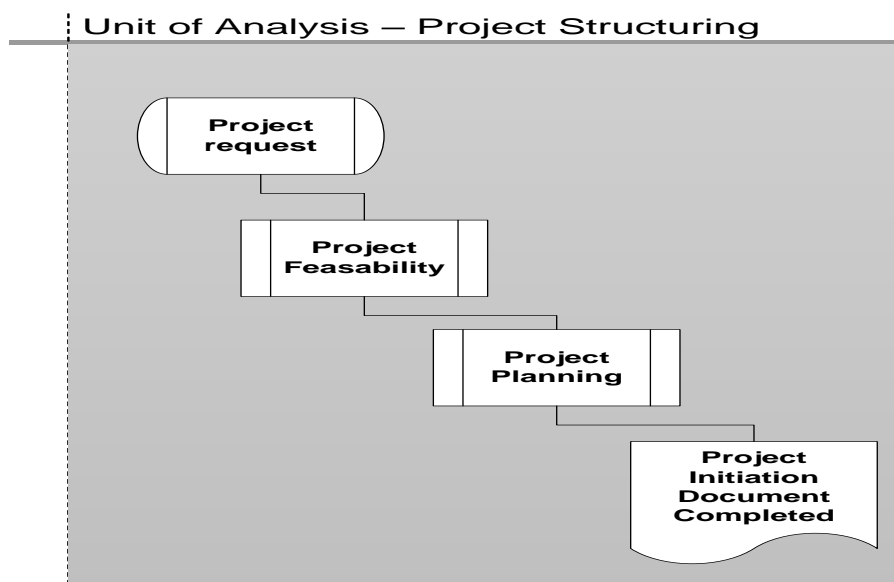 Unit of Analysis – Project Structuring
Project
request
Project
Feasability
Project
Planning
Project
Initiation
Document
Completed